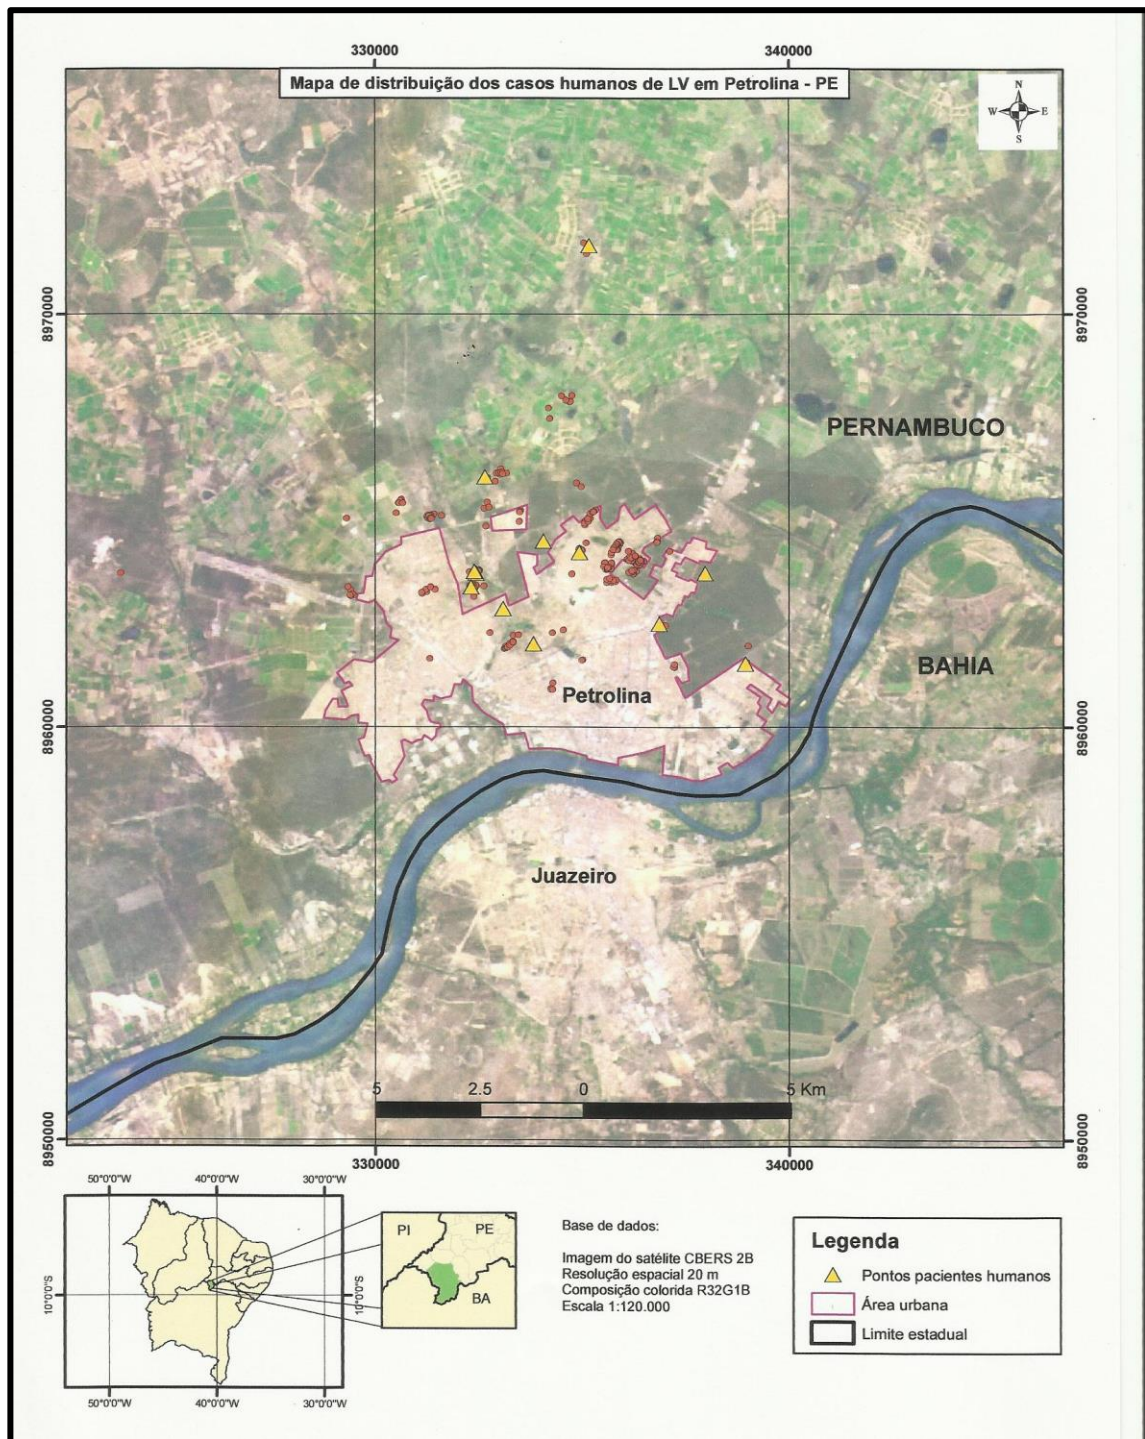 330000
340000
Mapa de distribuição dos casos humanos de LV em Petrolina - PE
N
W
E
S
8970000
8970000
PERNAMBUCO
BAHIA
Petrolina
8960000
8960000
Juazeiro
5
2.5
0
5 Km
8950000
8950000
330000
340000
50°0'0"W
40°0'0"W
30°0'0"W
10°0'0"S
10°0'0"S
50°0'0"W
40°0'0"W
30°0'0"W
PI
PE
BA
Base de dados:
Imagem do satélite CBERS 2B
Resolução espacial 20 m
Composição colorida R32G1B
Escala 1:120.000
Legenda
Pontos pacientes humanos
Área urbana
Limite estadual